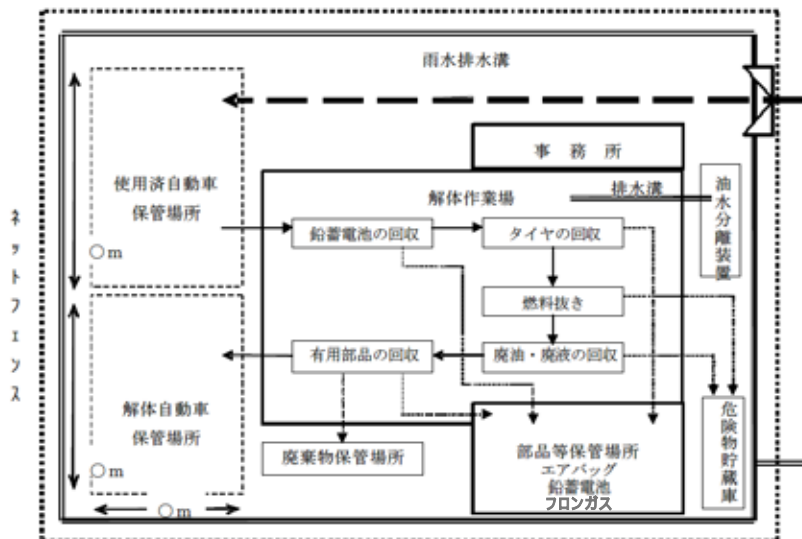 雨水排水溝
事務所
使用済自動車
保管場所
○m
解体作業場
排水溝
油水分離装置
鉛蓄電池の回収
タイヤの回収
ネットフェンス
燃料抜き
有用部品の回収
廃油・廃液の回収
解体自動車
保管場所
○m
○m
廃棄物保管場所
部品等保管場所
エアバッグ
鉛蓄電池
フロンガス
危険物貯蔵庫